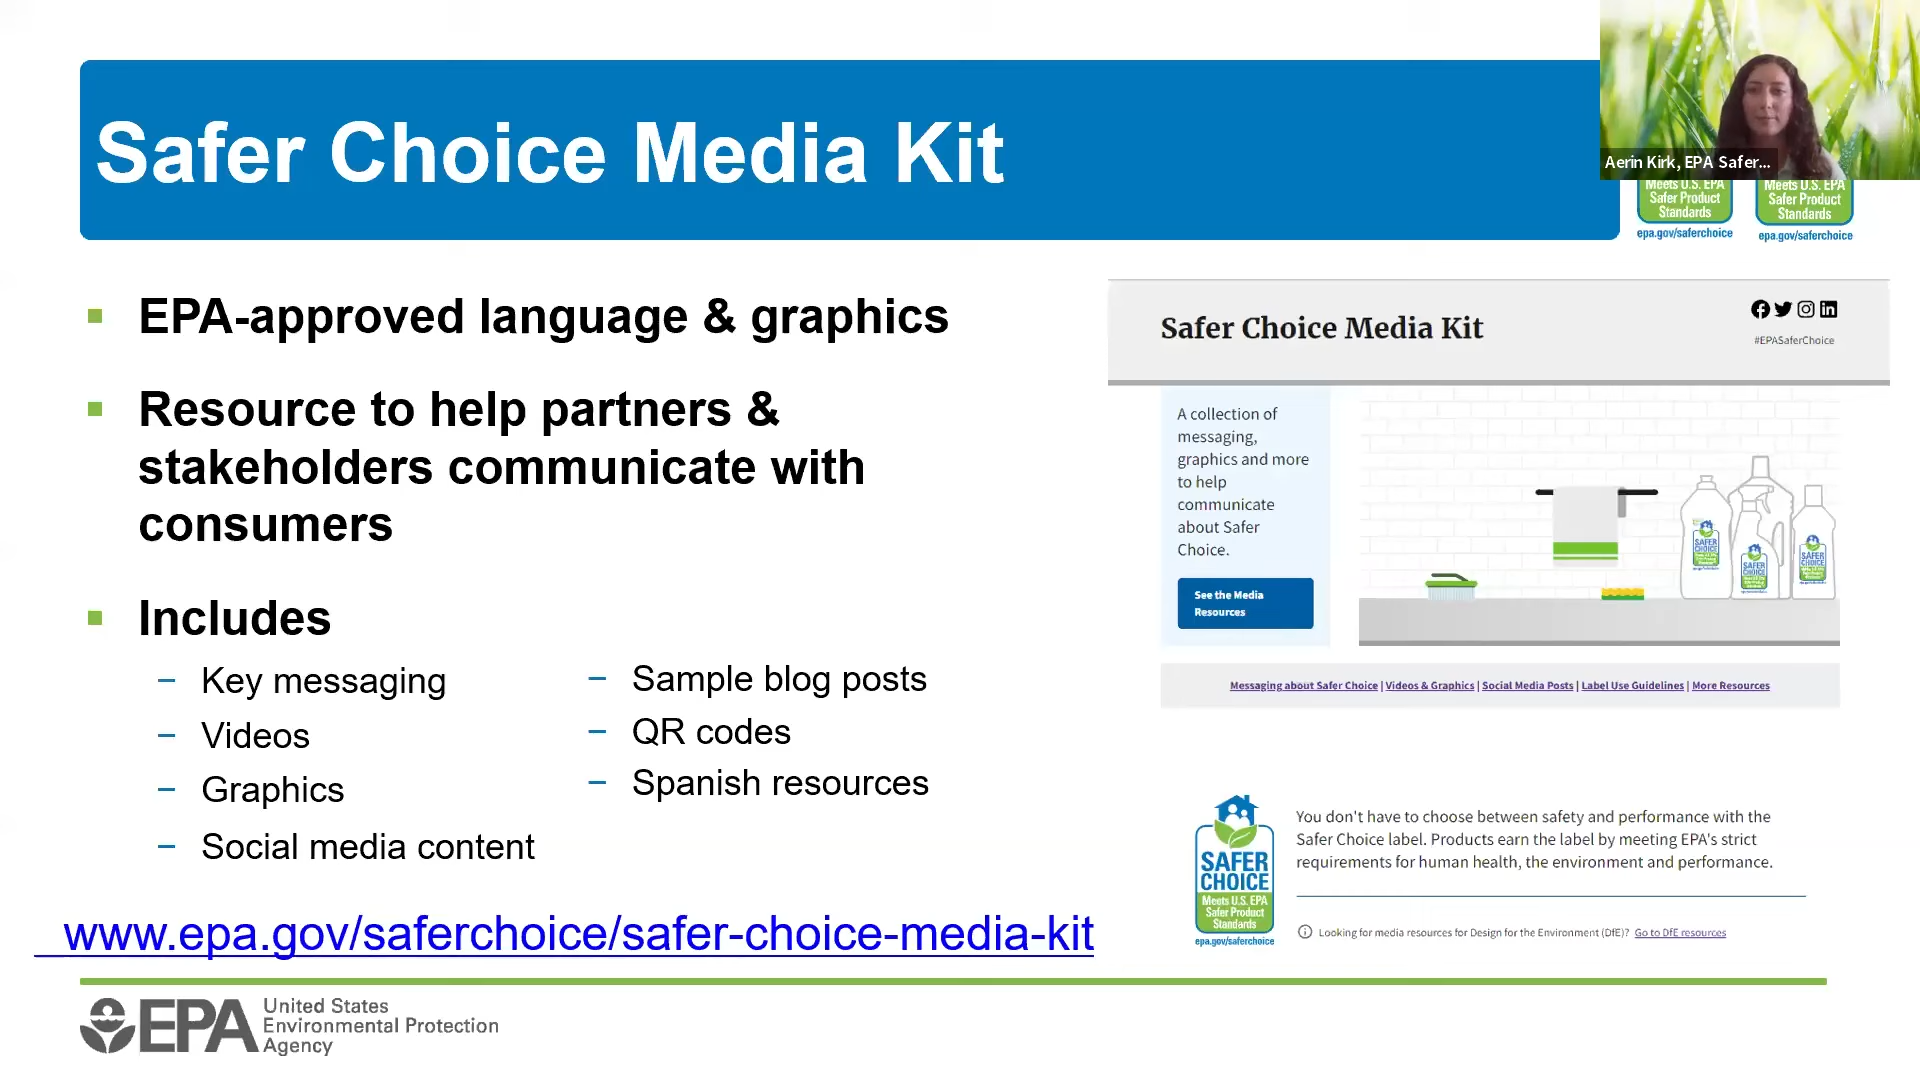 Safer Choice Media Kit
Aerin Kirk, EPA Safer...
Meets U.S. EPA
Safer Product
Standards
epa.gov/saferchoice
Meets U.S. EPA
Safer Product
Standards
epa.gov/saferchoice
EPA-approved language & graphics
Resource to help partners &
stakeholders communicate with
consumers
Includes
– Key messaging
– Videos
– Graphics
– Social media content
– Sample blog posts
– QR codes
– Spanish resources
www.epa.gov/saferchoice/safer-choice-media-kit
Safer Choice Media Kit
#EPASaferChoice
A collection of
messaging,
graphics and more
to help
communicate
about Safer
Choice.
See the Media
Resources
SAFER
CHOICE
SAFER
CHOICE
SAFER
CHOICE
Messaging about Safer Choice | Videos & Graphics | Social Media Posts | Label Use Guidelines | More Resources
SAFER
CHOICE
Meets U.S. EPA
Safer Product
Standards
epa.gov/saferchoice
You don't have to choose between safety and performance with the
Safer Choice label. Products earn the label by meeting EPA's strict
requirements for human health, the environment and performance.
Looking for media resources for Design for the Environment (DfE)? Go to DfE resources
EPA
United States
Environmental Protection
Agency